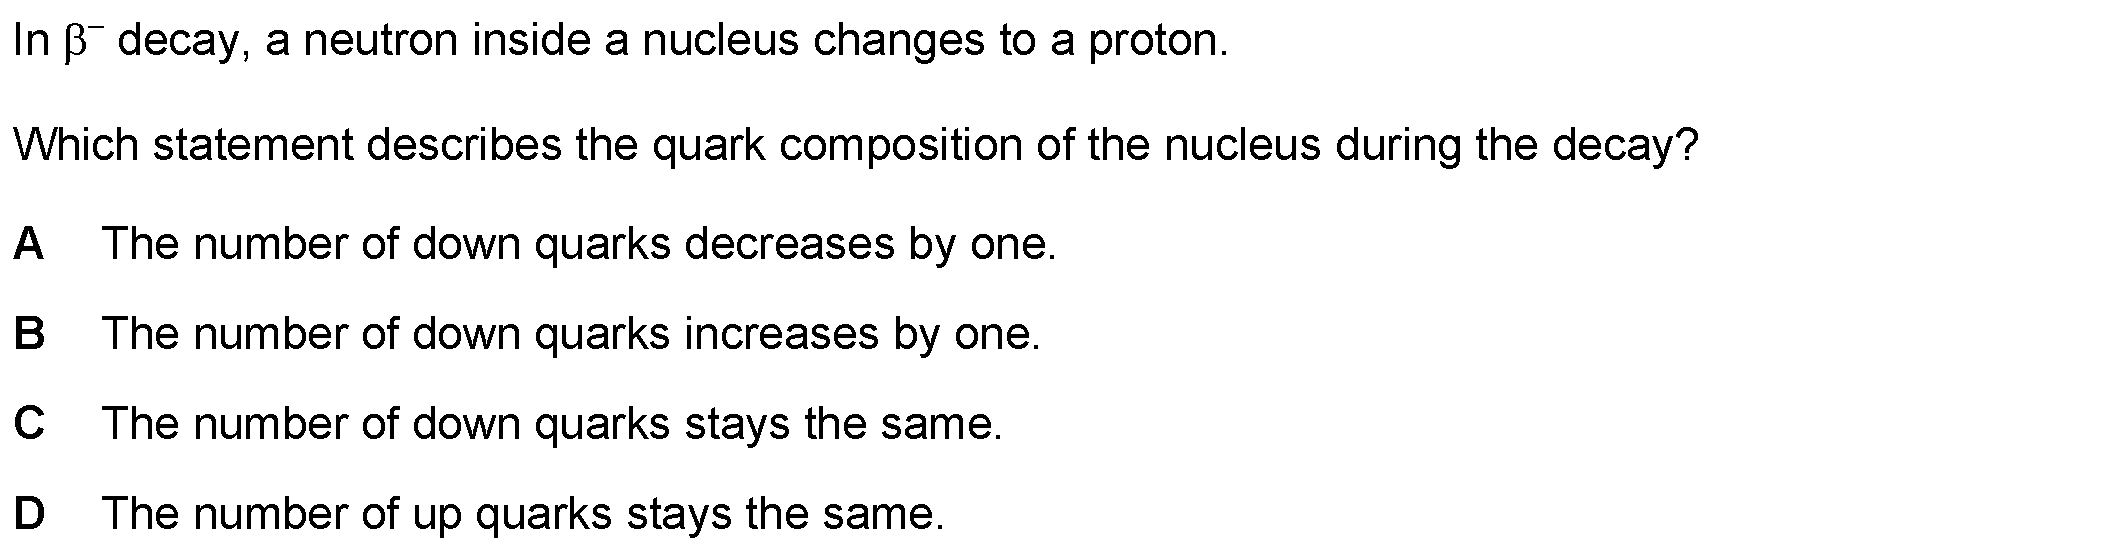 In β⁻ decay, a neutron inside a nucleus changes to a proton.
Which statement describes the quark composition of the nucleus during the decay?
A The number of down quarks decreases by one.
B The number of down quarks increases by one.
C The number of down quarks stays the same.
D The number of up quarks stays the same.